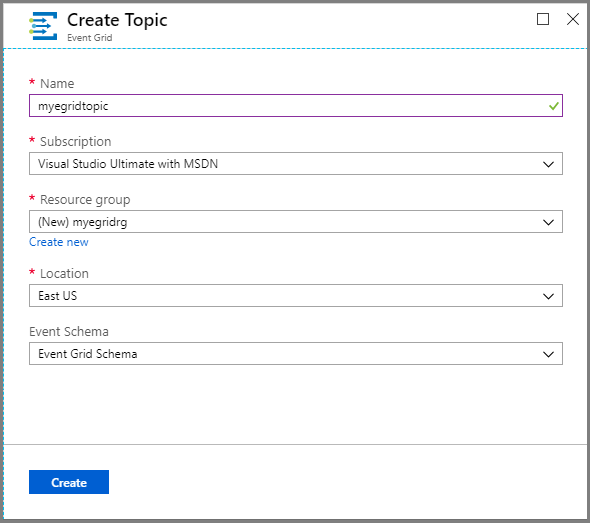 Create Topic
Event Grid
* Name
myegridtopic
* Subscription
Visual Studio Ultimate with MSDN
* Resource group
(New) myegridrg
Create new
* Location
East US
Event Schema
Event Grid Schema
Create